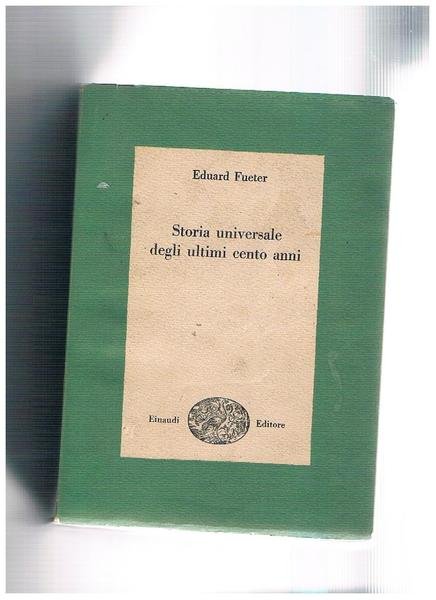 Eduard Fueter
Storia universale
degli ultimi cento anni
Einaudi Editore